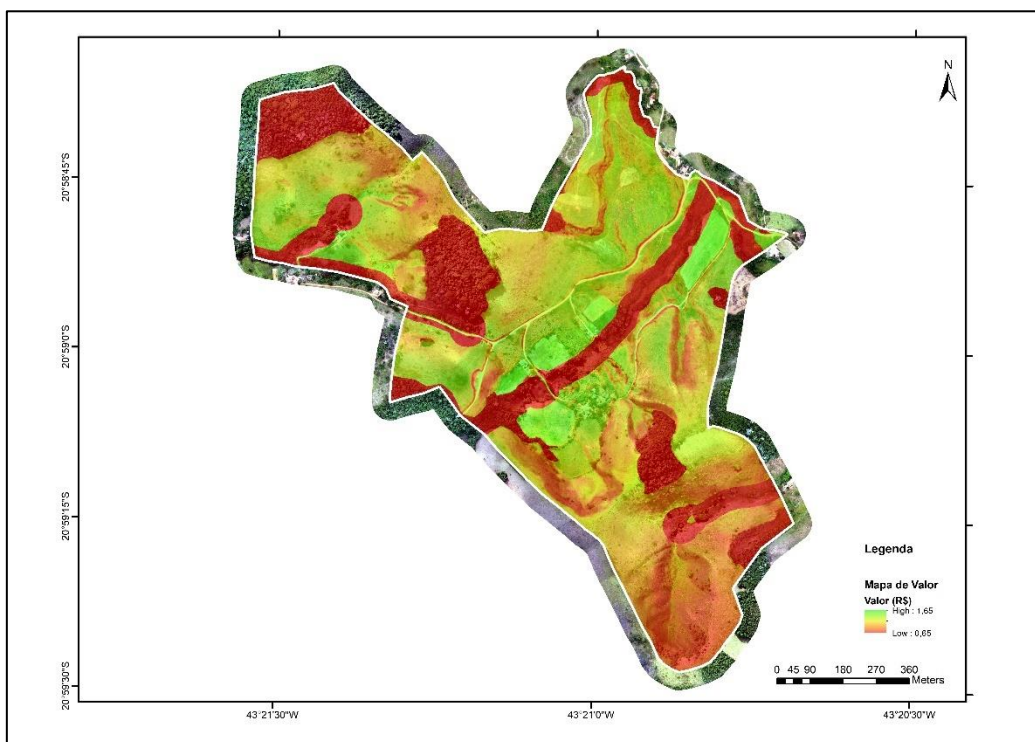 N
20°58'45"S
20°59'0"S
20°59'15"S
20°59'30"S
Legenda
Mapa de Valor
Valor (R$)
High : 1,65
Low : 0,65
0 45 90 180 270 360
Meters
43°21'30"W 43°21'0"W 43°20'30"W